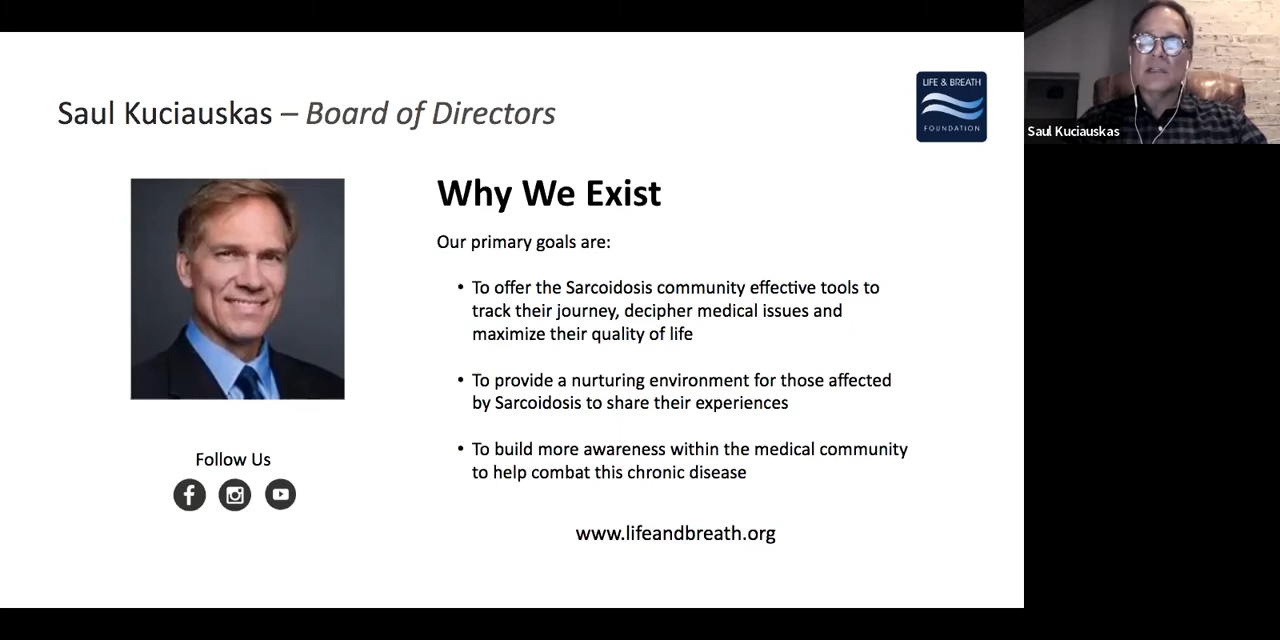 Saul Kuciauskas – Board of Directors
LIFE & BREATH
FOUNDATION
Saul Kuciauskas
Why We Exist
Our primary goals are:
• To offer the Sarcoidosis community effective tools to
track their journey, decipher medical issues and
maximize their quality of life
• To provide a nurturing environment for those affected
by Sarcoidosis to share their experiences
• To build more awareness within the medical community
to help combat this chronic disease
Follow Us
www.lifeandbreath.org